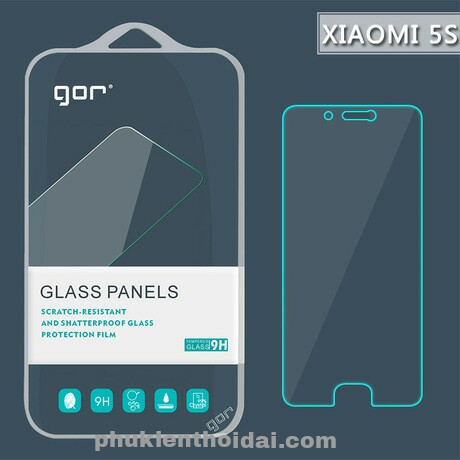 XIAOMI 5S
gor®
GLASS PANELS
SCRATCH-RESISTANT
AND SHATTERPROOF GLASS
PROTECTION FILM
TEMPERED
GLASS 9H
9H
gor
phukienthoidai.com